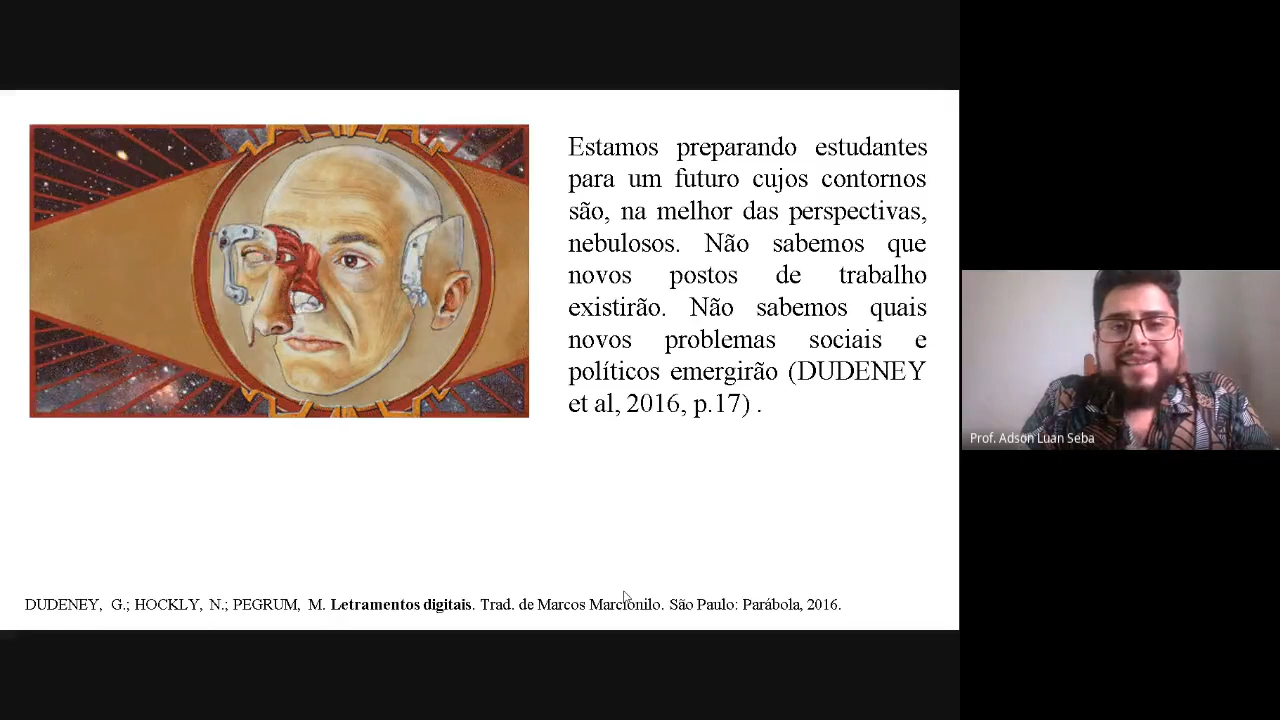 Estamos preparando estudantes
para um futuro cujos contornos
são, na melhor das perspectivas,
nebulosos. Não sabemos que
novos postos de trabalho
existirão. Não sabemos quais
novos problemas sociais e
políticos emergirão (DUDENEY
et al, 2016, p.17) .
Prof. Adson Luan Seba
DUDENEY, G.; HOCKLY, N.; PEGRUM, M. Letramentos digitais. Trad. de Marcos Marcionilo. São Paulo: Parábola, 2016.